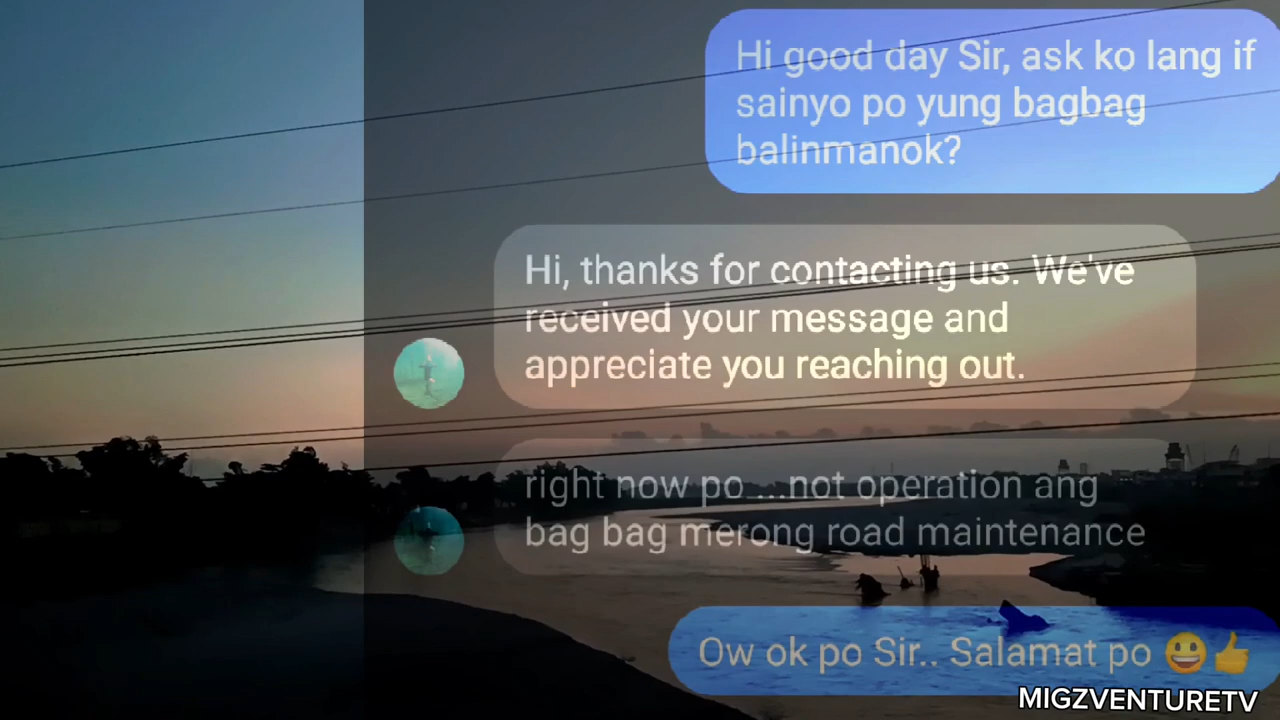 Hi good day Sir, ask ko lang if
sainyo po yung bagbag
balinmanok?
Hi, thanks for contacting us. We've
received your message and
appreciate you reaching out.
right now po ...not operation ang
bag bag merong road maintenance
Ow ok po Sir.. Salamat po 😀👍
MIGZVENTURETV